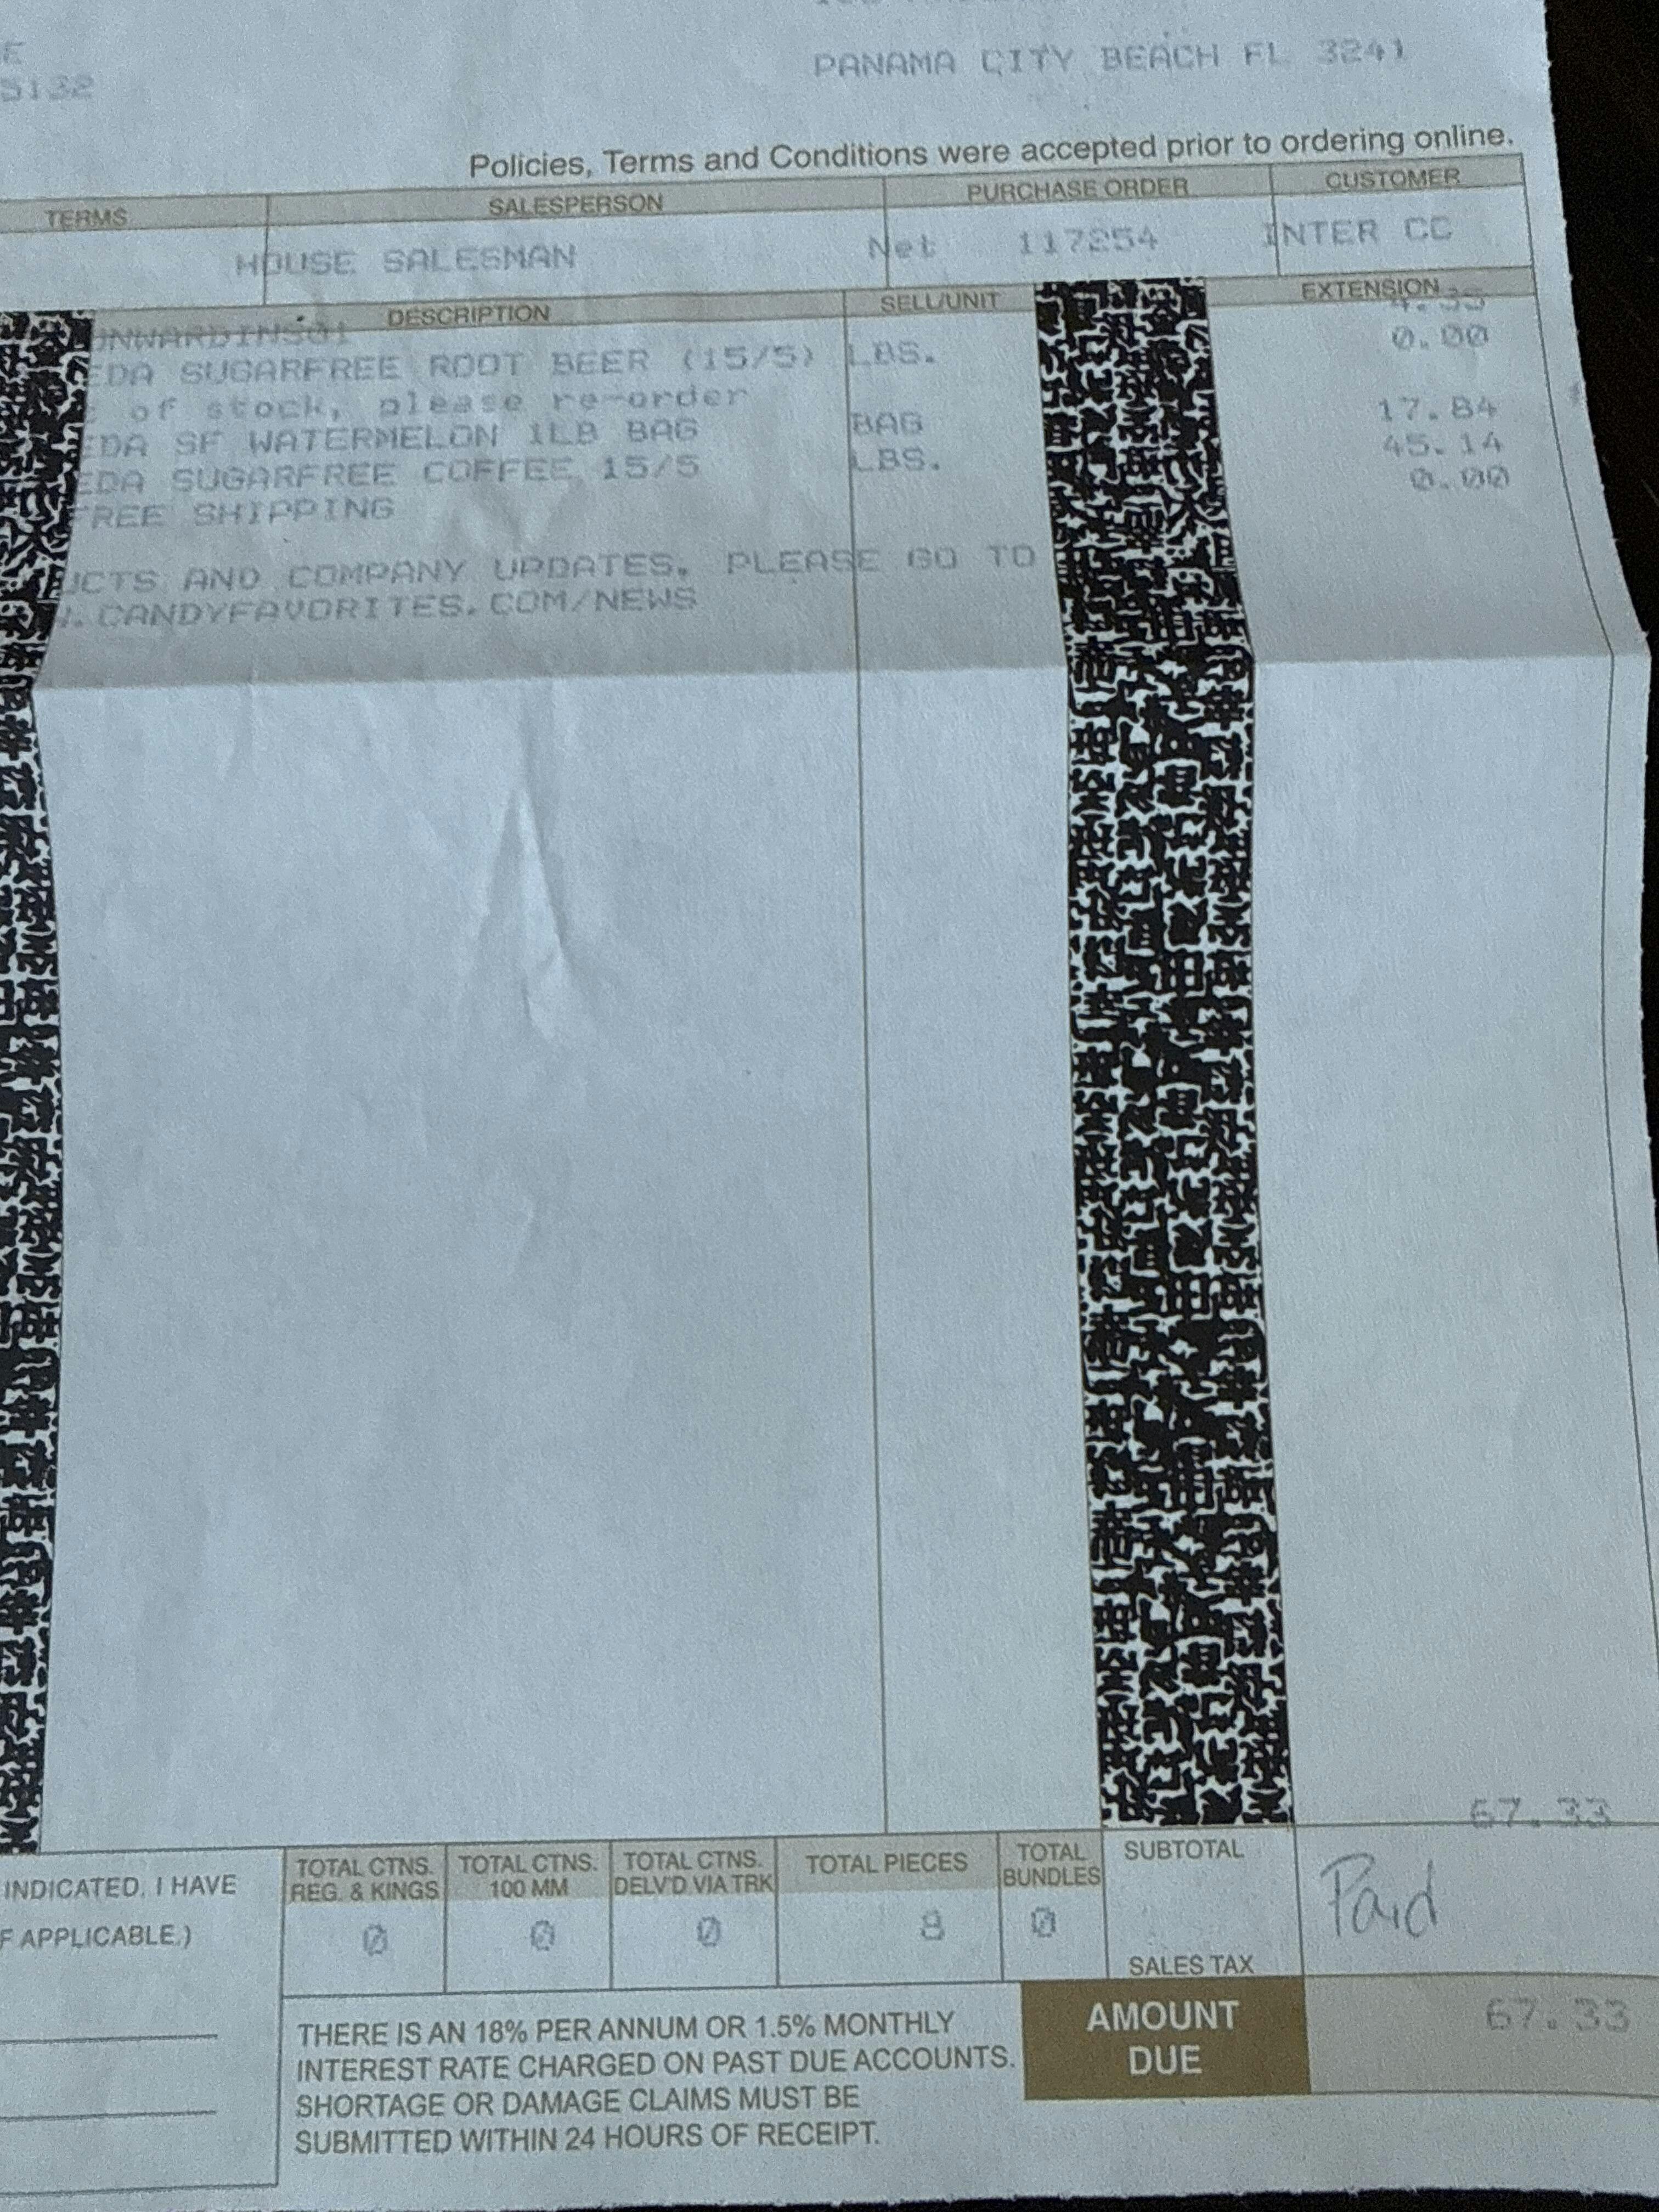 E
5132
PANAMA CITY BEACH FL 3241
Policies, Terms and Conditions were accepted prior to ordering online.
TERMS SALESPERSON PURCHASE ORDER CUSTOMER
HOUSE SALESMAN Net 117254 INTER CC
DESCRIPTION SELL/UNIT EXTENSION
EDA SUGARFREE ROOT BEER (15/5) LBS. 0.00
of stock, please re-order
EDA SF WATERMELON 1LB BAG BAG 17.84
EDA SUGARFREE COFFEE 15/5 LBS. 45.14
FREE SHIPPING 0.00
UCTS AND COMPANY UPDATES, PLEASE GO TO
W.CANDYFAVORITES.COM/NEWS
67.33
INDICATED, I HAVE
F APPLICABLE.)
TOTAL CTNS. REG. & KINGS TOTAL CTNS. 100 MM TOTAL CTNS. DELV'D VIA TRK TOTAL PIECES TOTAL BUNDLES SUBTOTAL
0 0 0 8 0 Paid
SALES TAX
THERE IS AN 18% PER ANNUM OR 1.5% MONTHLY
INTEREST RATE CHARGED ON PAST DUE ACCOUNTS.
SHORTAGE OR DAMAGE CLAIMS MUST BE
SUBMITTED WITHIN 24 HOURS OF RECEIPT.
AMOUNT DUE 67.33